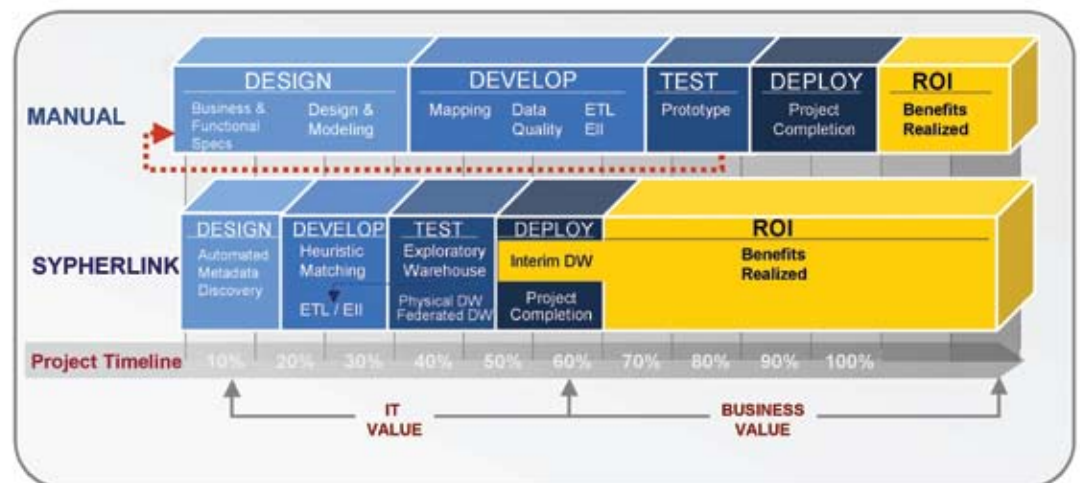 MANUAL
DESIGN
Business & Functional Specs
Design & Modeling
DEVELOP
Mapping
Data Quality
ETL EII
TEST
Prototype
DEPLOY
Project Completion
ROI
Benefits Realized
SYPHERLINK
DESIGN
Automated Metadata Discovery
DEVELOP
Heuristic Matching
ETL / EII
TEST
Exploratory Warehouse
Physical DW
Federated DW
DEPLOY
Interim DW
Project Completion
ROI
Benefits Realized
Project Timeline 10% 20% 30% 40% 50% 60% 70% 80% 90% 100%
IT VALUE
BUSINESS VALUE